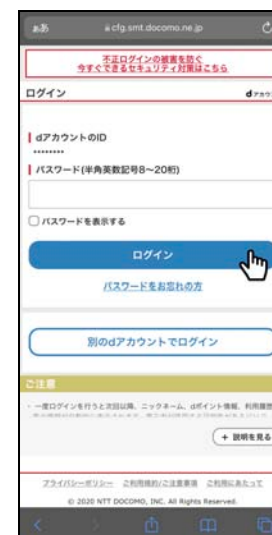 ああ cfg.smt.docomo.ne.jp
不正ログインの被害を防ぐ
今すぐできるセキュリティ対策はこちら
ログイン dアカウ
dアカウントのID
••••••••
パスワード(半角英数記号8〜20桁)
パスワードを表示する
ログイン
パスワードをお忘れの方
別のdアカウントでログイン
ご注意
・ 一度ログインを行うと次回以降、ニックネーム、dポイント情報、利用履歴
+ 説明を見る
プライバシーポリシー ご利用規約/ご注意事項 ご利用にあたって
© 2020 NTT DOCOMO, INC. All Rights Reserved.